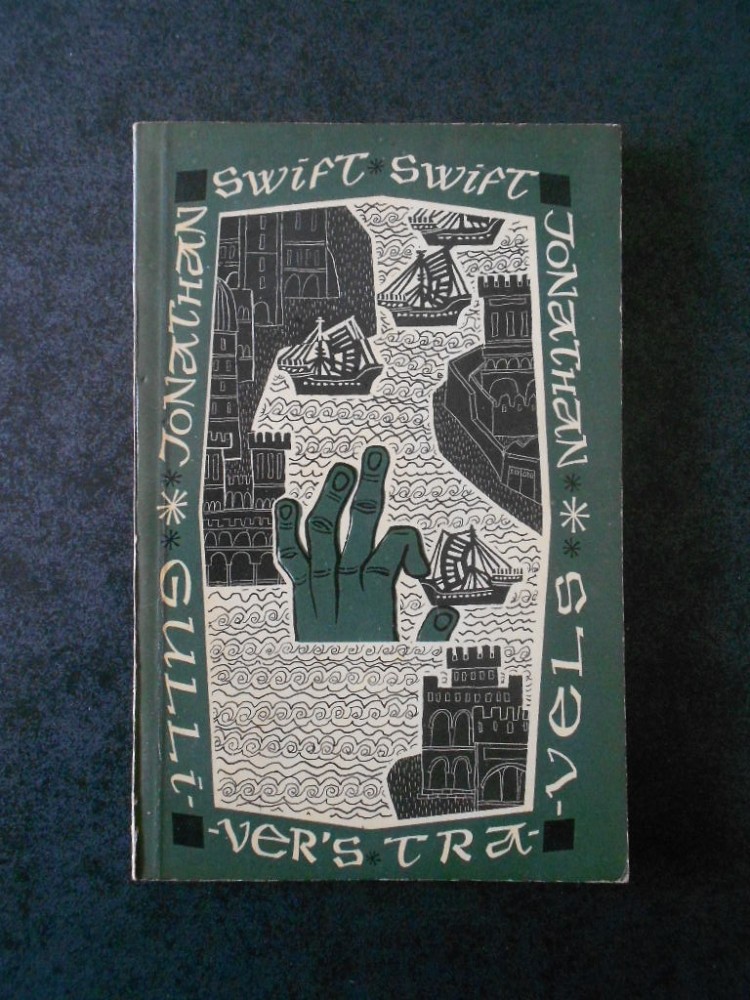 SWIFT * SWIFT
JONATHAN
JONATHAN
GULLI-
-VER'S * TRA-
-VELS